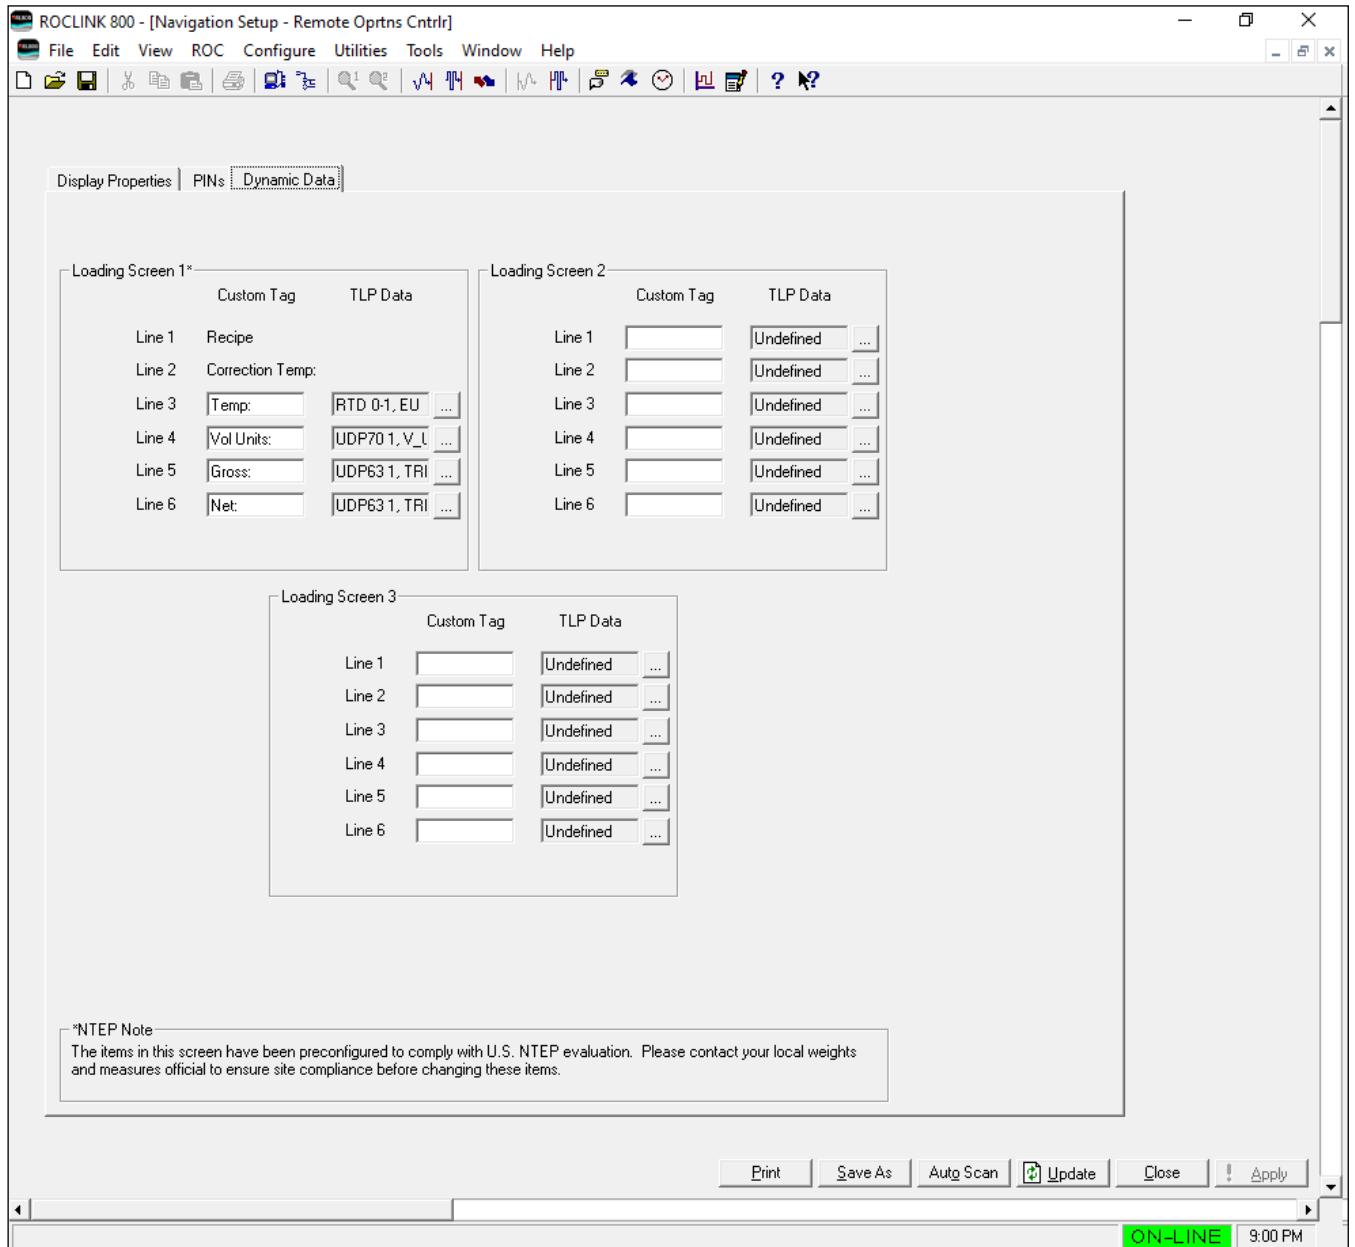 ROCLINK 800 - [Navigation Setup - Remote Oprtns Cntrlr]
File Edit View ROC Configure Utilities Tools Window Help
Display Properties PINs Dynamic Data
Loading Screen 1*
Custom Tag TLP Data
Line 1 Recipe
Line 2 Correction Temp:
Line 3 Temp: RTD 0-1, EU ...
Line 4 Vol Units: UDP70 1, V_U ...
Line 5 Gross: UDP63 1, TRI ...
Line 6 Net: UDP63 1, TRI ...
Loading Screen 2
Custom Tag TLP Data
Line 1 Undefined ...
Line 2 Undefined ...
Line 3 Undefined ...
Line 4 Undefined ...
Line 5 Undefined ...
Line 6 Undefined ...
Loading Screen 3
Custom Tag TLP Data
Line 1 Undefined ...
Line 2 Undefined ...
Line 3 Undefined ...
Line 4 Undefined ...
Line 5 Undefined ...
Line 6 Undefined ...
*NTEP Note
The items in this screen have been preconfigured to comply with U.S. NTEP evaluation. Please contact your local weights
and measures official to ensure site compliance before changing these items.
Print Save As Auto Scan Update Close ! Apply
ON-LINE 9:00 PM